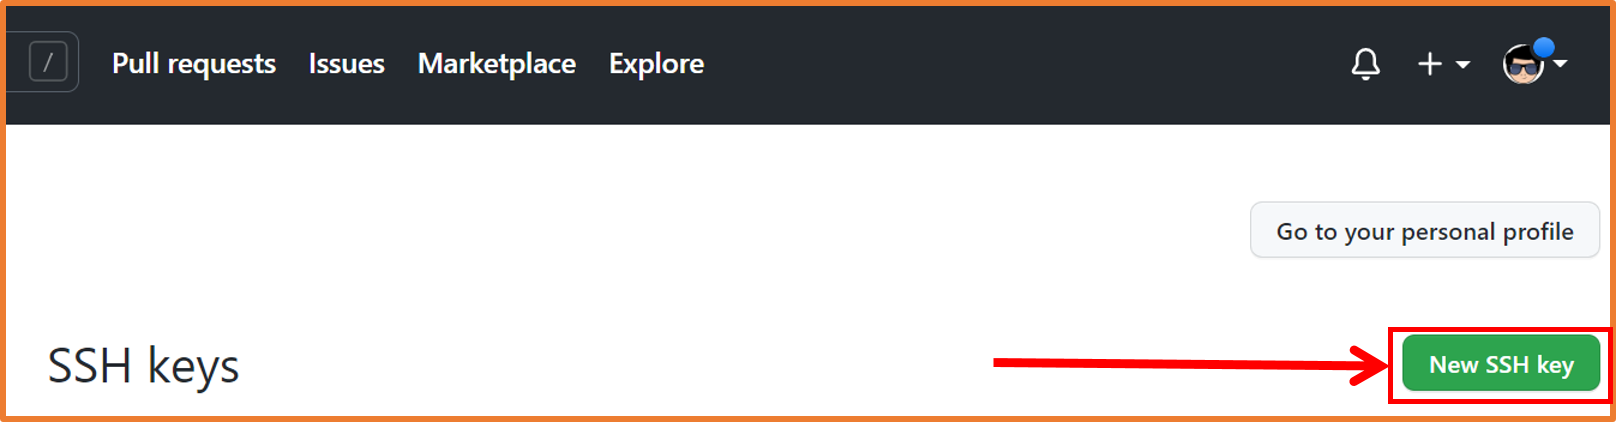 / Pull requests Issues Marketplace Explore
Go to your personal profile
SSH keys New SSH key